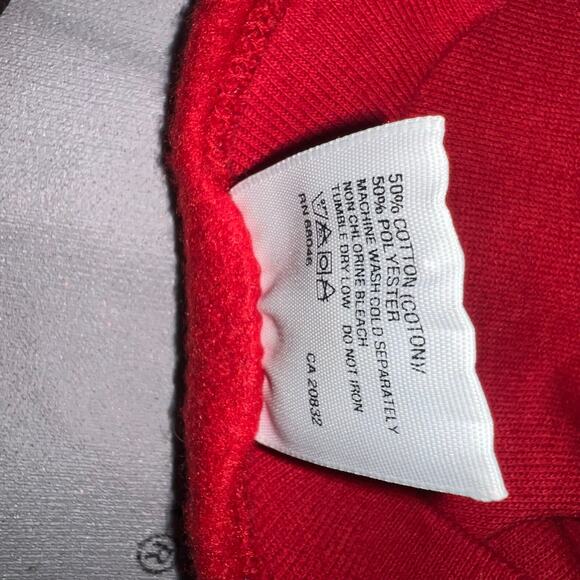 50% COTTON (COTON)/
50% POLYESTER
MACHINE WASH COLD SEPARATELY
NON CHLORINE BLEACH
TUMBLE DRY LOW DO NOT IRON
RN 68046
CA 20832
®